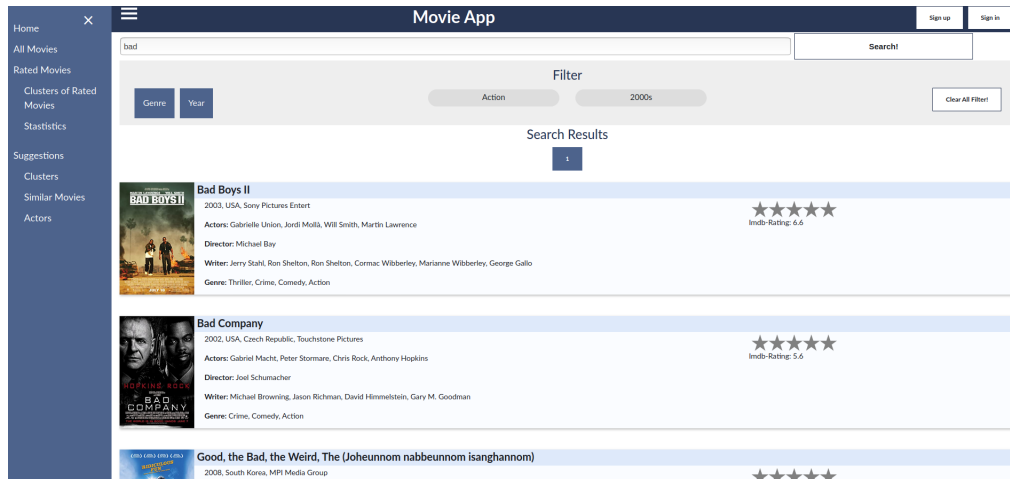 ×
Home
All Movies
Rated Movies
Clusters of Rated
Movies
Stastistics
Suggestions
Clusters
Similar Movies
Actors
Movie App
Sign up
Sign in
bad
Search!
Filter
Genre
Year
Action
2000s
Clear All Filter!
Search Results
1
BAD BOYS II
Bad Boys II
2003, USA, Sony Pictures Entert
Actors: Gabrielle Union, Jordi Mollà, Will Smith, Martin Lawrence
Imdb-Rating: 6.6
Director: Michael Bay
Writer: Jerry Stahl, Ron Shelton, Ron Shelton, Cormac Wibberley, Marianne Wibberley, George Gallo
Genre: Thriller, Crime, Comedy, Action
HOPKINS ROCK
BAD
COMPANY
Bad Company
2002, USA, Czech Republic, Touchstone Pictures
Actors: Gabriel Macht, Peter Stormare, Chris Rock, Anthony Hopkins
Imdb-Rating: 5.6
Director: Joel Schumacher
Writer: Michael Browning, Jason Richman, David Himmelstein, Gary M. Goodman
Genre: Crime, Comedy, Action
Good, the Bad, the Weird, The (Joheunnom nabbeunnom isanghannom)
2008, South Korea, MPI Media Group